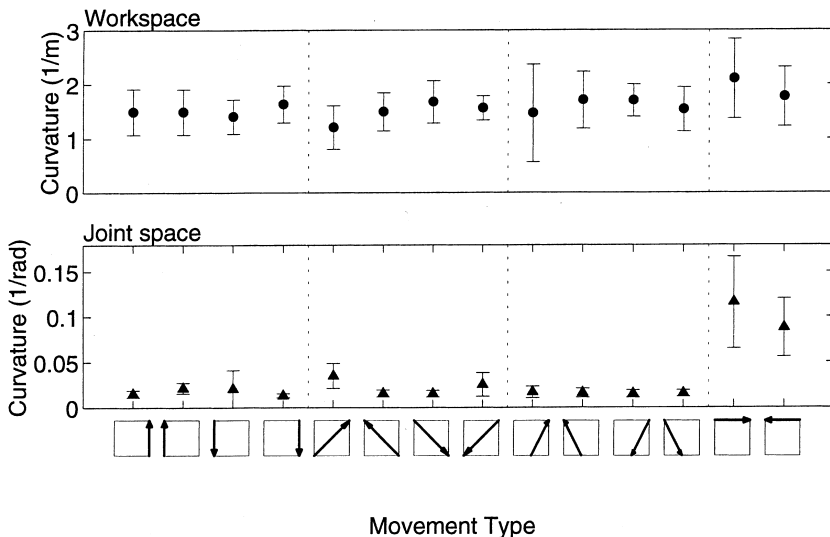 Workspace
Curvature (1/m)
3
2
1
0
Joint space
Curvature (1/rad)
0.15
0.1
0.05
0
Movement Type